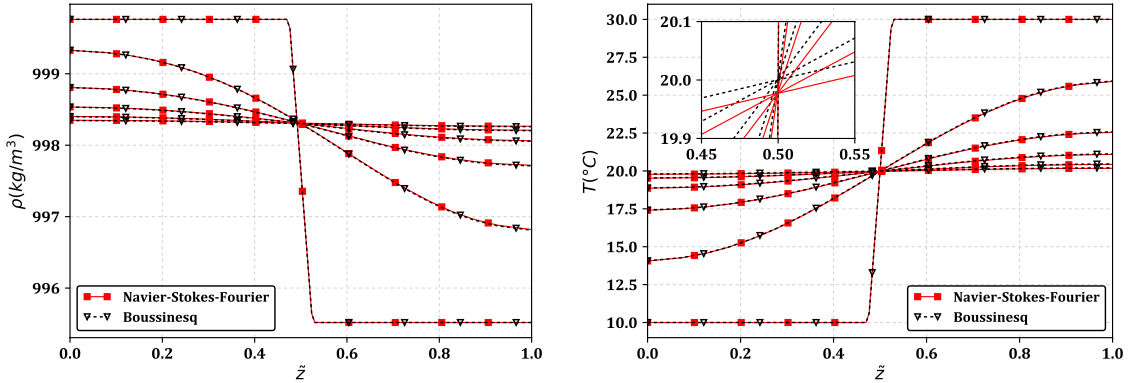 999
998
997
996
ρ(kg/m³)
Navier-Stokes-Fourier
Boussinesq
0.0 0.2 0.4 0.6 0.8 1.0
z̃
30.0
27.5
25.0
22.5
20.0
17.5
15.0
12.5
10.0
T(°C)
20.1
20.0
19.9
0.45 0.50 0.55
Navier-Stokes-Fourier
Boussinesq
0.0 0.2 0.4 0.6 0.8 1.0
z̃